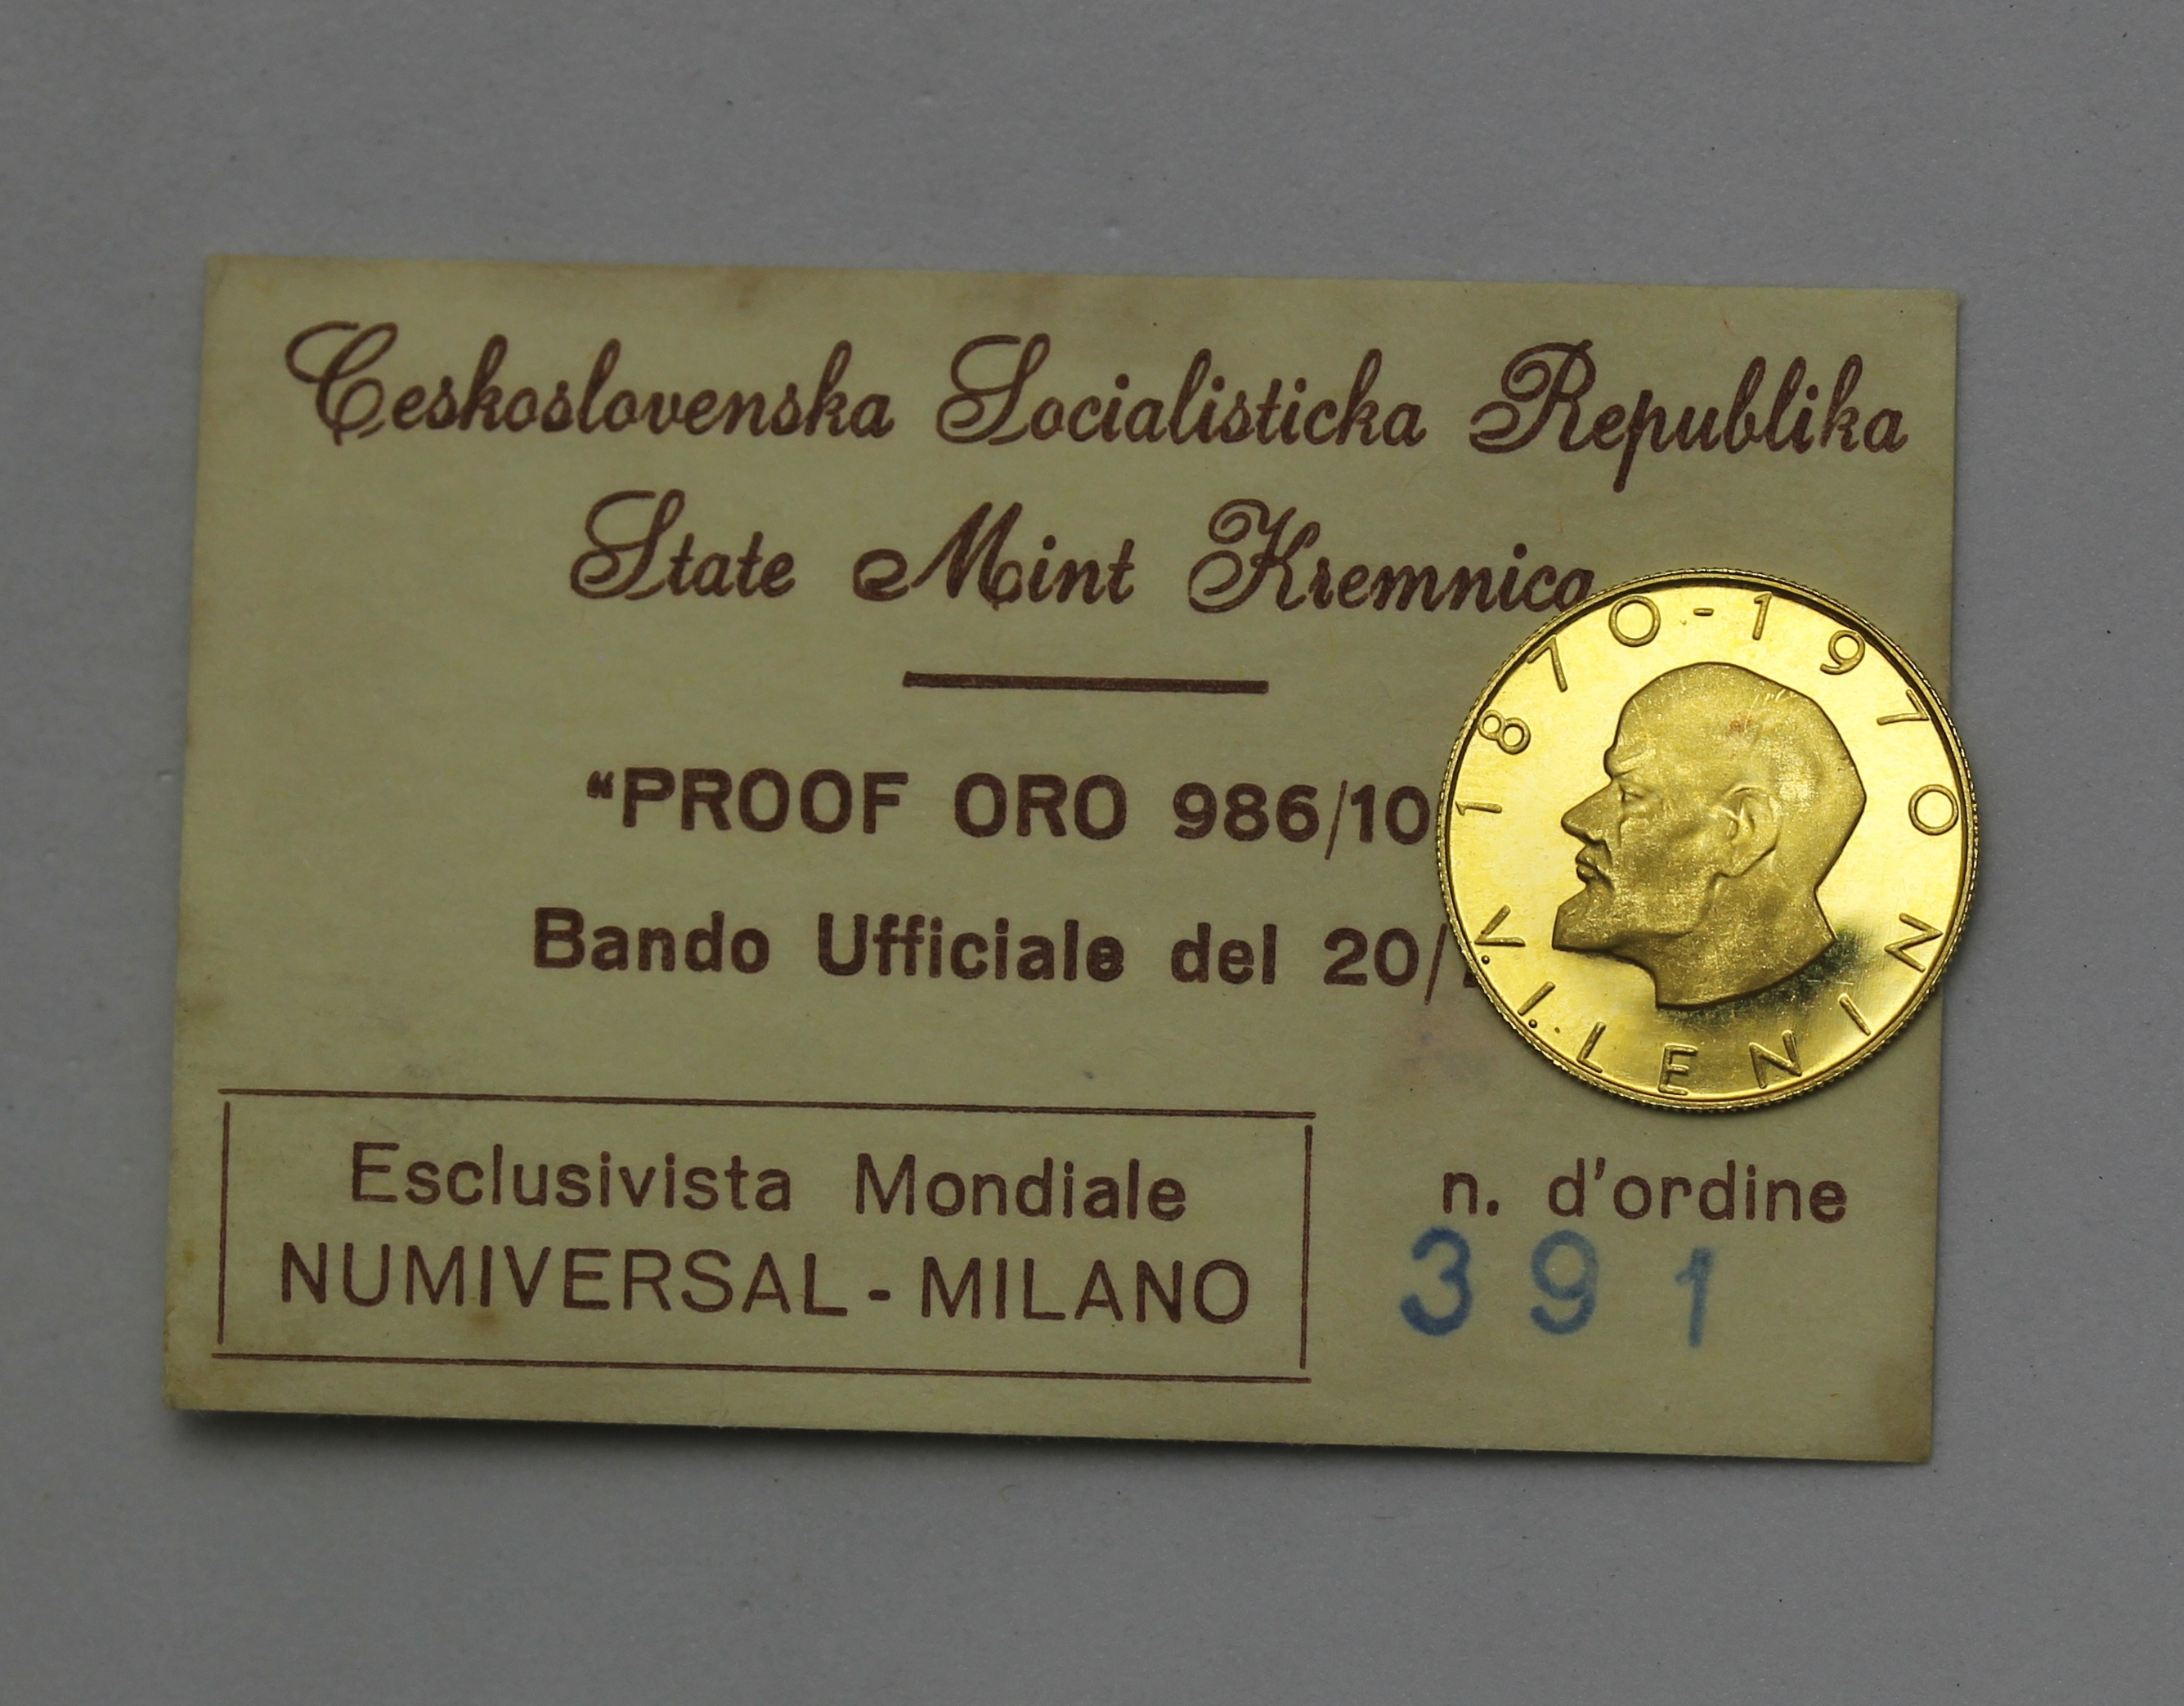 Ceskoslovenska Socialisticka Republika
State Mint Kremnica
"PROOF ORO 986/10
Bando Ufficiale del 20/
Esclusivista Mondiale
NUMIVERSAL - MILANO
n. d'ordine
391
1870-1970
V. I. LENIN